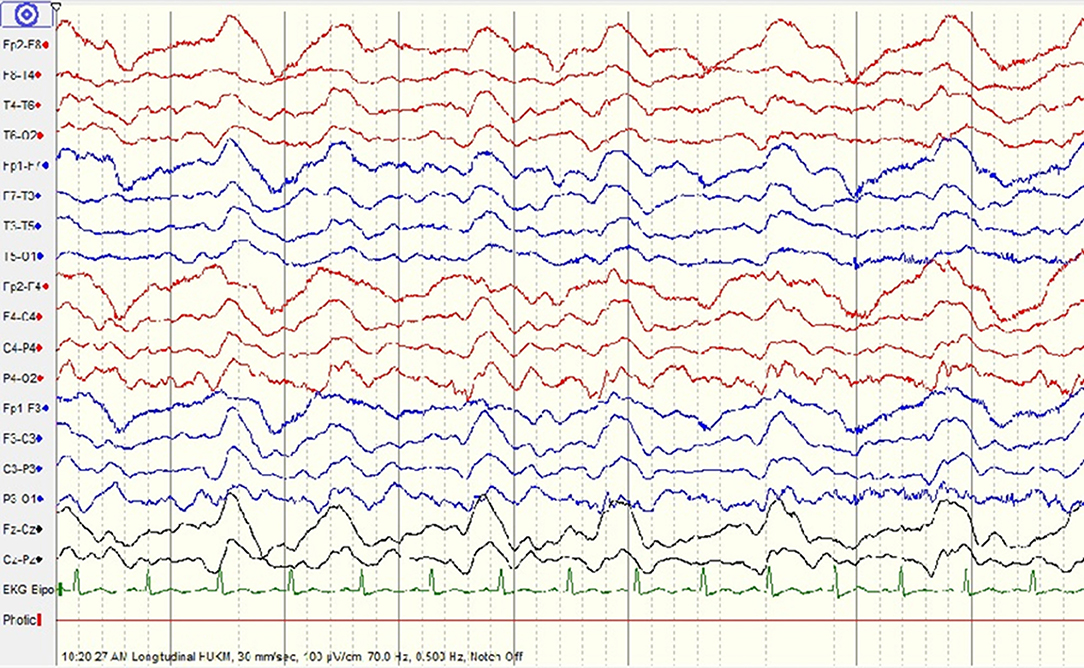 Fp2-F8
F8-T4
T4-T6
T6-O2
Fp1-F7
F7-T3
T3-T5
T5-O1
Fp2-F4
F4-C4
C4-P4
P4-O2
Fp1-F3
F3-C3
C3-P3
P3-O1
Fz-Cz
Cz-Pz
EKG Bipo
Photic
10:20:27 AM Longitudinal HUKM, 30 mm/sec, 100 µV/cm, 70.0 Hz, 0.500 Hz, Notch Off